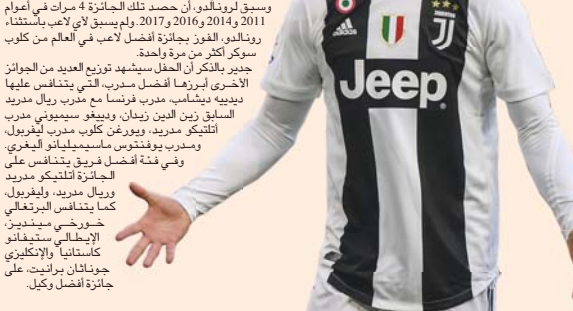 وسبق لرونالدو، أن حصد تلك الجائزة 4 مرات في أعوام
2011 و2014 و2016 و2017. ولم يسبق لأي لاعب باستثناء
رونالدو، الفوز بجائزة أفضل لاعب في العالم من كلوب
سوكر أكثر من مرة واحدة.
جدير بالذكر أن الحفل سيشهد توزيع العديد من الجوائز
الأخرى أبرزها أفضل مدرب، التي يتنافس عليها
ديدييه ديشامب، مدرب فرنسا مع مدرب ريال مدريد
السابق زين الدين زيدان، ودييغو سيميوني مدرب
أتلتيكو مدريد، ويورغن كلوب مدرب ليفربول،
ومدرب يوفنتوس ماسيميليانو أليغري.
وفي فئة أفضل فريق يتنافس على
الجائزة أتلتيكو مدريد
وريال مدريد، وليفربول،
كما يتنافس البرتغالي
خورخي مينديز،
الإيطالي ستيفانو
كاستانيا والإنكليزي
جوناثان برانيت، على
جائزة أفضل وكيل.
adidas
JUVENTUS
Jeep